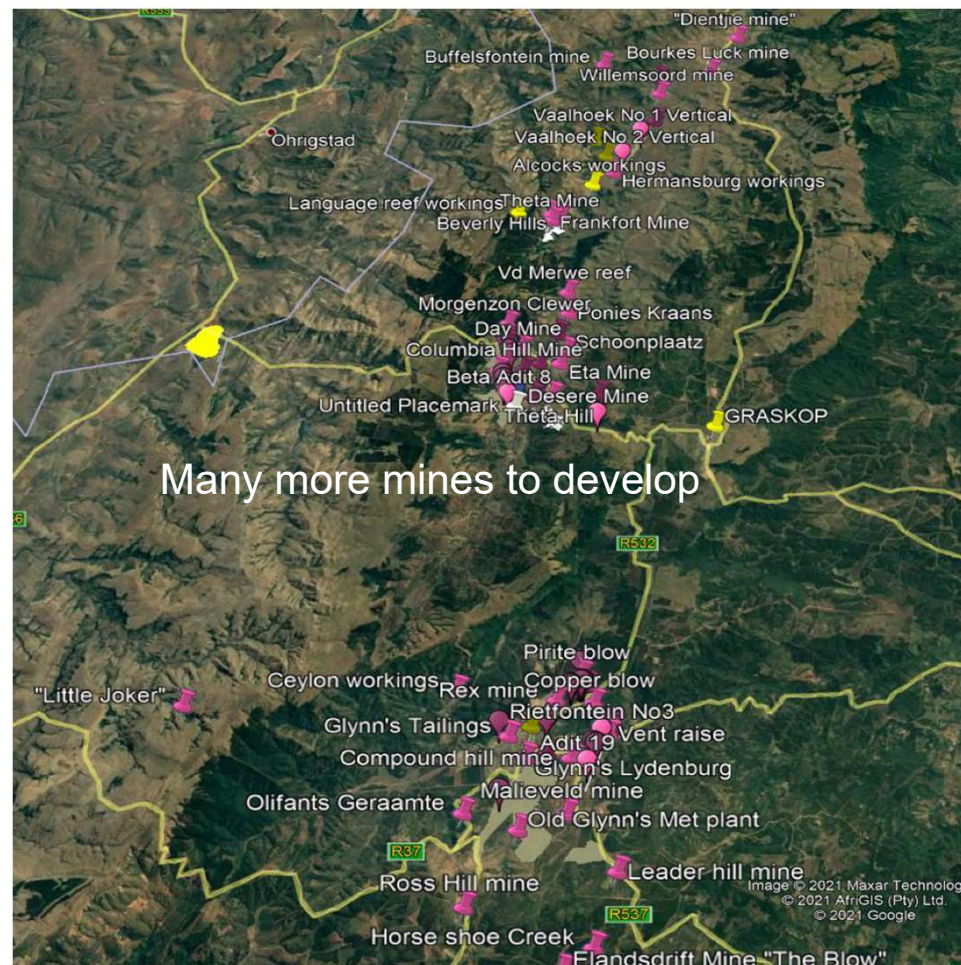 R555
"Dientjie mine"
Buffelsfontein mine
Bourkes Luck mine
Willemsoord mine
Vaalhoek No 1 Vertical
Ohrigstad
Vaalhoek No 2 Vertical
Alcocks workings
Hermansburg workings
Language reef workings
Theta Mine
Beverly Hills
Frankfort Mine
Vd Merwe reef
Morgenzon Clewer
Ponies Kraans
Day Mine
Schoonplaatz
Columbia Hill Mine
Eta Mine
Beta Adit 8
Desere Mine
Untitled Placemark
Theta Hill
GRASKOP
Many more mines to develop
R532
Pirite blow
Ceylon workings
Copper blow
"Little Joker"
Rex mine
Rietfontein No3
Glynn's Tailings
Vent raise
Adit 19
Compound hill mine
Glynn's Lydenburg
Malieveld mine
Olifants Geraamte
Old Glynn's Met plant
R37
Leader hill mine
Ross Hill mine
Image © 2021 Maxar Technolog
© 2021 AfriGIS (Pty) Ltd.
© 2021 Google
R537
Horse shoe Creek
Elandsdrift Mine "The Blow"